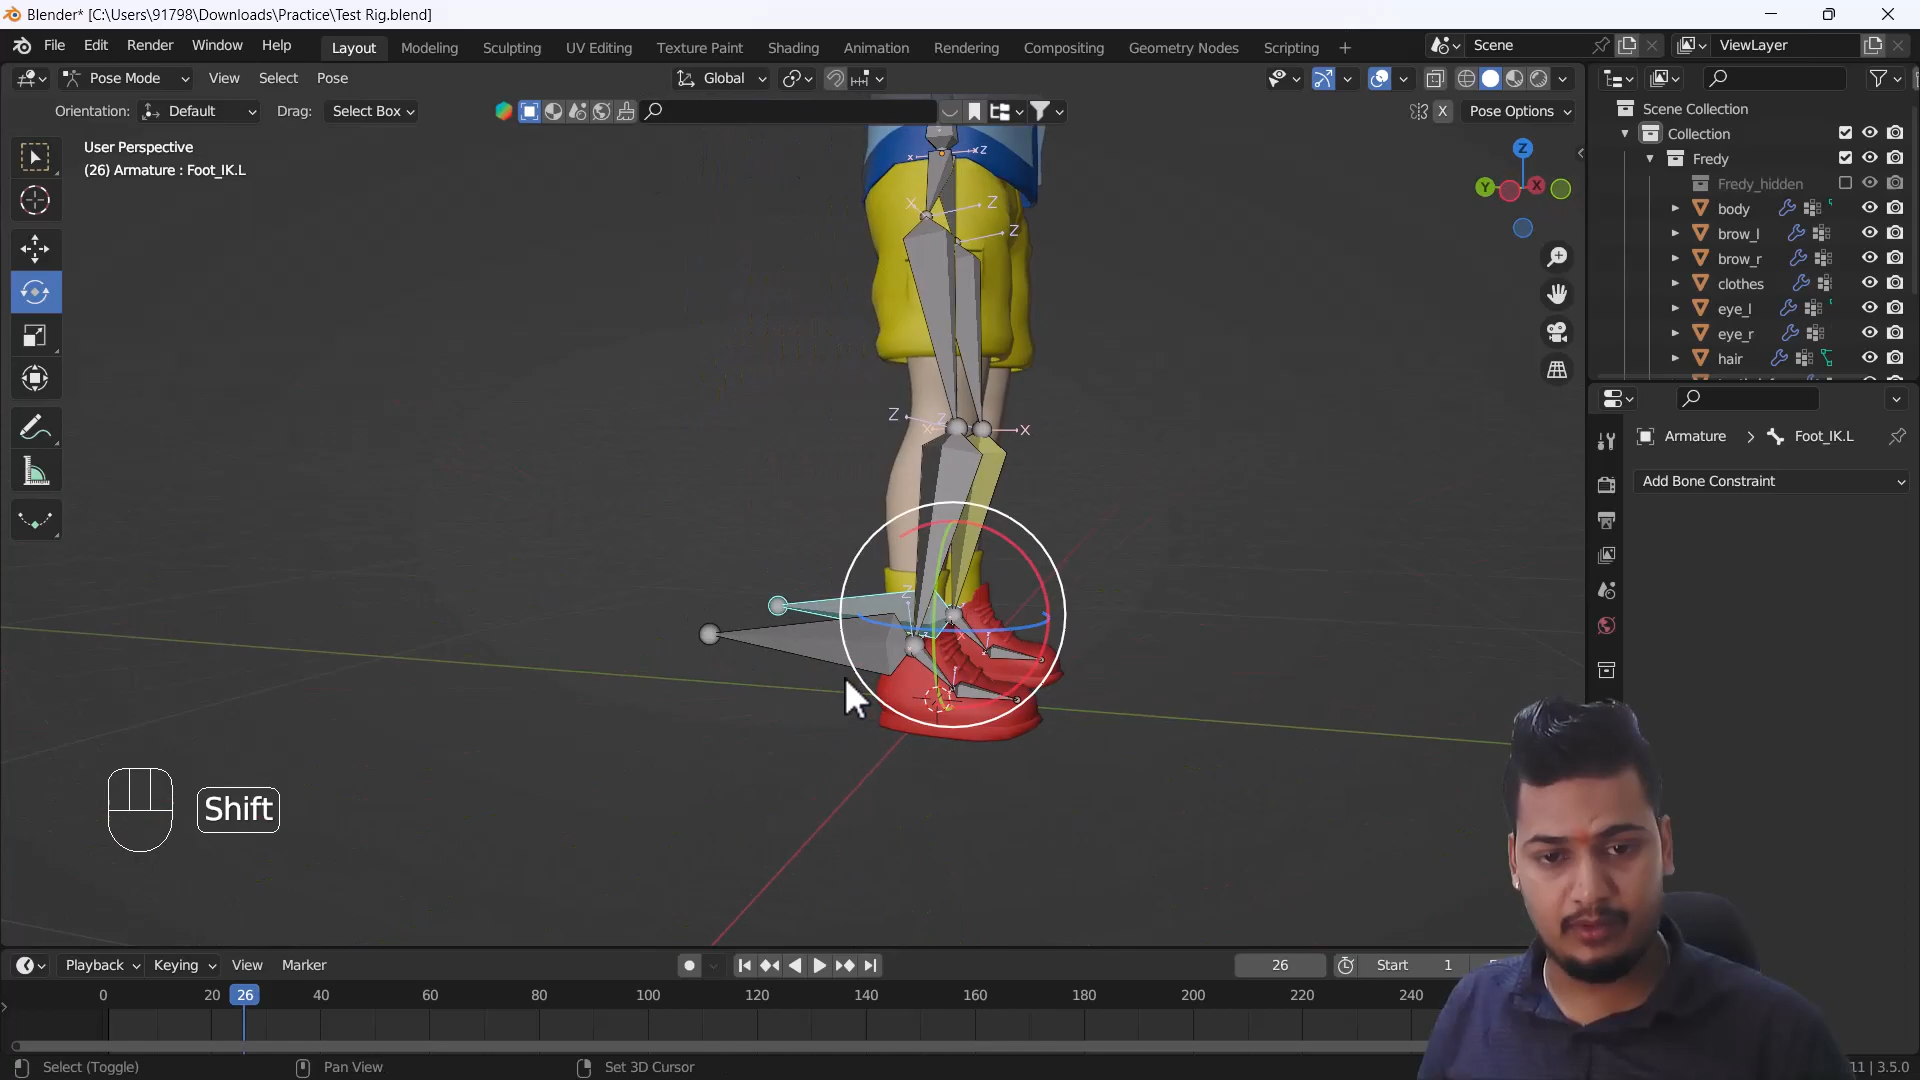 Blender* [C:\Users\91798\Downloads\Practice\Test Rig.blend]
File Edit Render Window Help
Layout Modeling Sculpting UV Editing Texture Paint Shading Animation Rendering Compositing Geometry Nodes Scripting +
Scene
ViewLayer
Pose Mode View Select Pose
Global
Orientation: Default Drag: Select Box
X Pose Options
User Perspective
(26) Armature : Foot_IK.L
Scene Collection
Collection
Fredy
Fredy_hidden
body
brow_l
brow_r
clothes
eye_l
eye_r
hair
Z
Y
X
x Z
X Z
Z
Z Z
X X
Z
X
Armature > Foot_IK.L
Add Bone Constraint
Shift
Playback Keying View Marker
26 Start 1
0 20 26 40 60 80 100 120 140 160 180 200 220 240
Select (Toggle) Pan View Set 3D Cursor
11 | 3.5.0